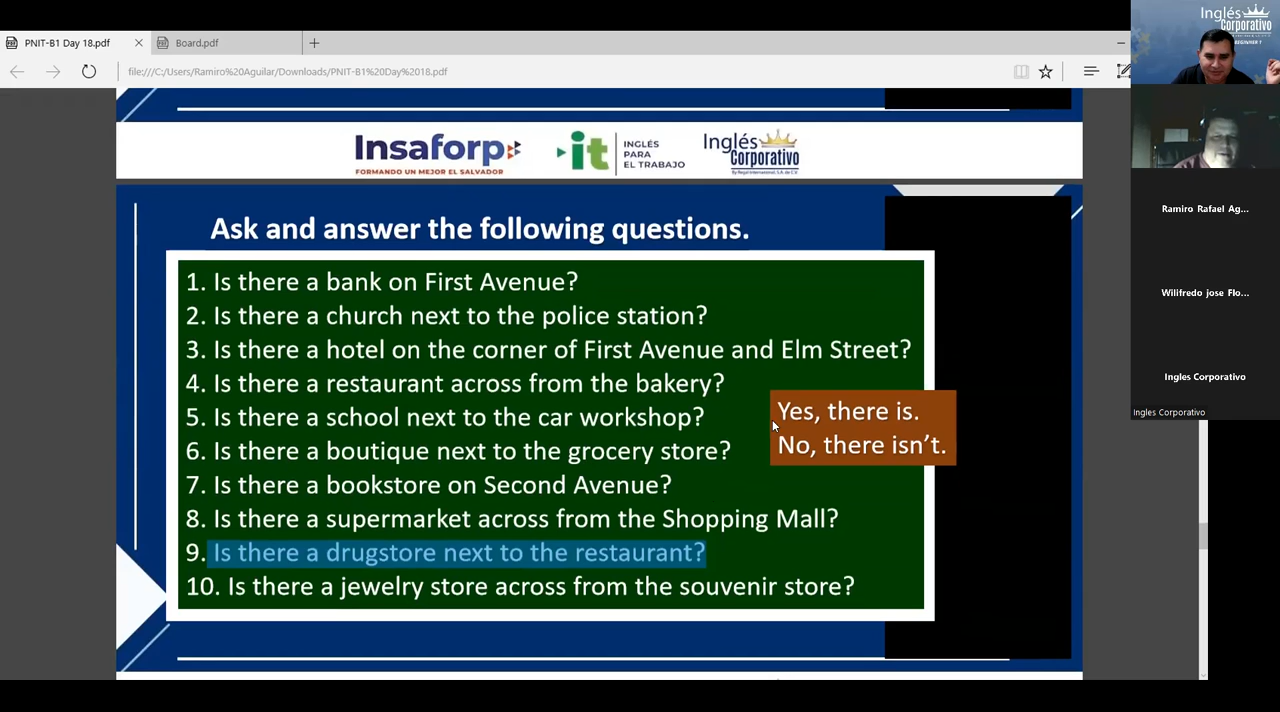 PNIT-B1 Day 18.pdf
Board.pdf
file:///C:/Users/Ramiro%20Aguilar/Downloads/PNIT-B1%20Day%2018.pdf
Inglés
Corporativo
BEGINNER 1
Insaforp
FORMANDO UN MEJOR EL SALVADOR
it
INGLÉS
PARA
EL TRABAJO
Inglés
Corporativo
By Regal International, S.A. de C.V.
Ask and answer the following questions.
1. Is there a bank on First Avenue?
2. Is there a church next to the police station?
3. Is there a hotel on the corner of First Avenue and Elm Street?
4. Is there a restaurant across from the bakery?
5. Is there a school next to the car workshop?
6. Is there a boutique next to the grocery store?
7. Is there a bookstore on Second Avenue?
8. Is there a supermarket across from the Shopping Mall?
9. Is there a drugstore next to the restaurant?
10. Is there a jewelry store across from the souvenir store?
Yes, there is.
No, there isn't.
Ramiro Rafael Ag...
Wilifredo jose Flo...
Ingles Corporativo
Ingles Corporativo